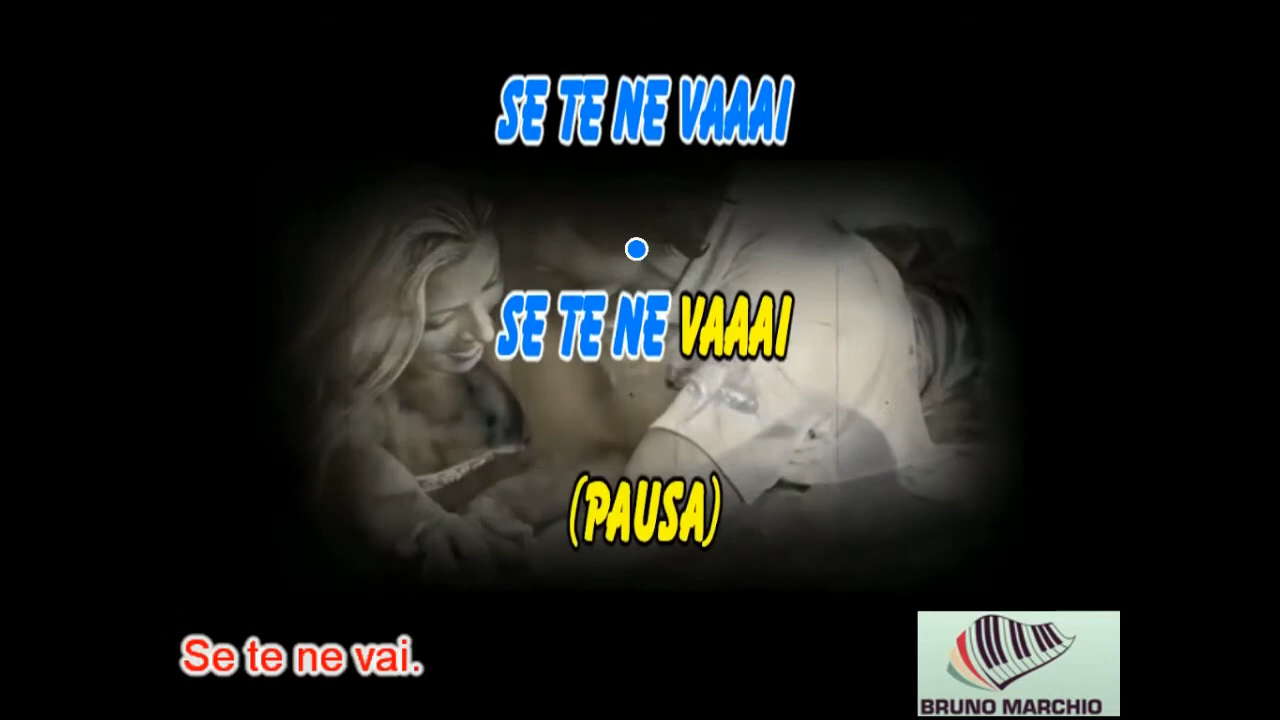 SE TE NE VAAAI
SE TE NE VAAAI
(PAUSA)
Se te ne vai.
BRUNO MARCHIO